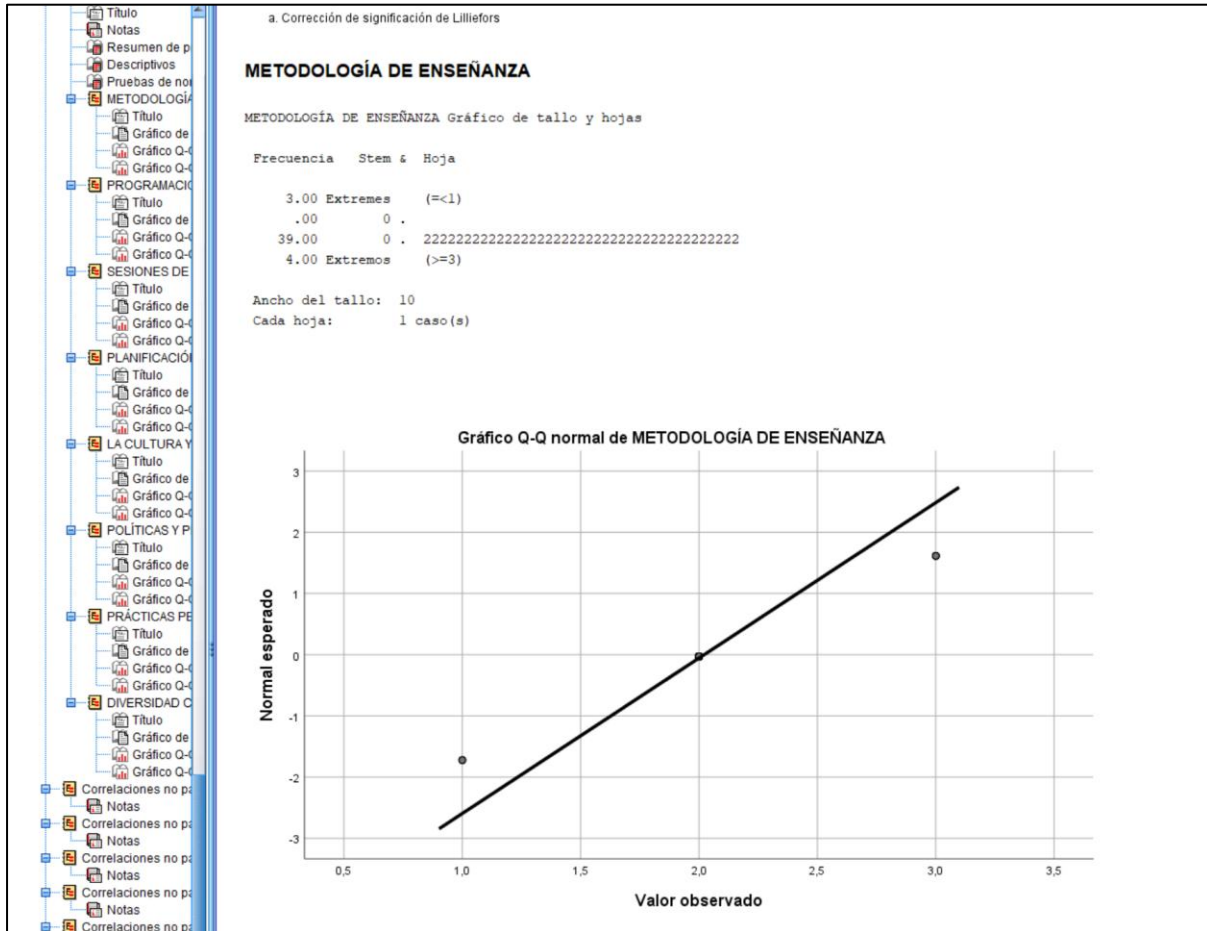 Título
Notas
Resumen de p
Descriptivos
Pruebas de nor
METODOLOGÍA
Título
Gráfico de
Gráfico Q-Q
Gráfico Q-Q
PROGRAMACIO
Título
Gráfico de
Gráfico Q-Q
Gráfico Q-Q
SESIONES DE
Título
Gráfico de
Gráfico Q-Q
Gráfico Q-Q
PLANIFICACIÓN
Título
Gráfico de
Gráfico Q-Q
Gráfico Q-Q
LA CULTURA Y
Título
Gráfico de
Gráfico Q-Q
Gráfico Q-Q
POLÍTICAS Y P
Título
Gráfico de
Gráfico Q-Q
Gráfico Q-Q
PRÁCTICAS PE
Título
Gráfico de
Gráfico Q-Q
Gráfico Q-Q
DIVERSIDAD C
Título
Gráfico de
Gráfico Q-Q
Gráfico Q-Q
Correlaciones no pa
Notas
Correlaciones no pa
Notas
Correlaciones no pa
Notas
Correlaciones no pa
Notas
Correlaciones no pa
a. Corrección de significación de Lilliefors
METODOLOGÍA DE ENSEÑANZA
METODOLOGÍA DE ENSEÑANZA Gráfico de tallo y hojas
Frecuencia Stem & Hoja
3.00 Extremes (=<1)
.00 0 .
39.00 0 . 222222222222222222222222222222222222222
4.00 Extremos (>=3)
Ancho del tallo: 10
Cada hoja: 1 caso(s)
Gráfico Q-Q normal de METODOLOGÍA DE ENSEÑANZA
Normal esperado
3
2
1
0
-1
-2
-3
0,5 1,0 1,5 2,0 2,5 3,0 3,5
Valor observado